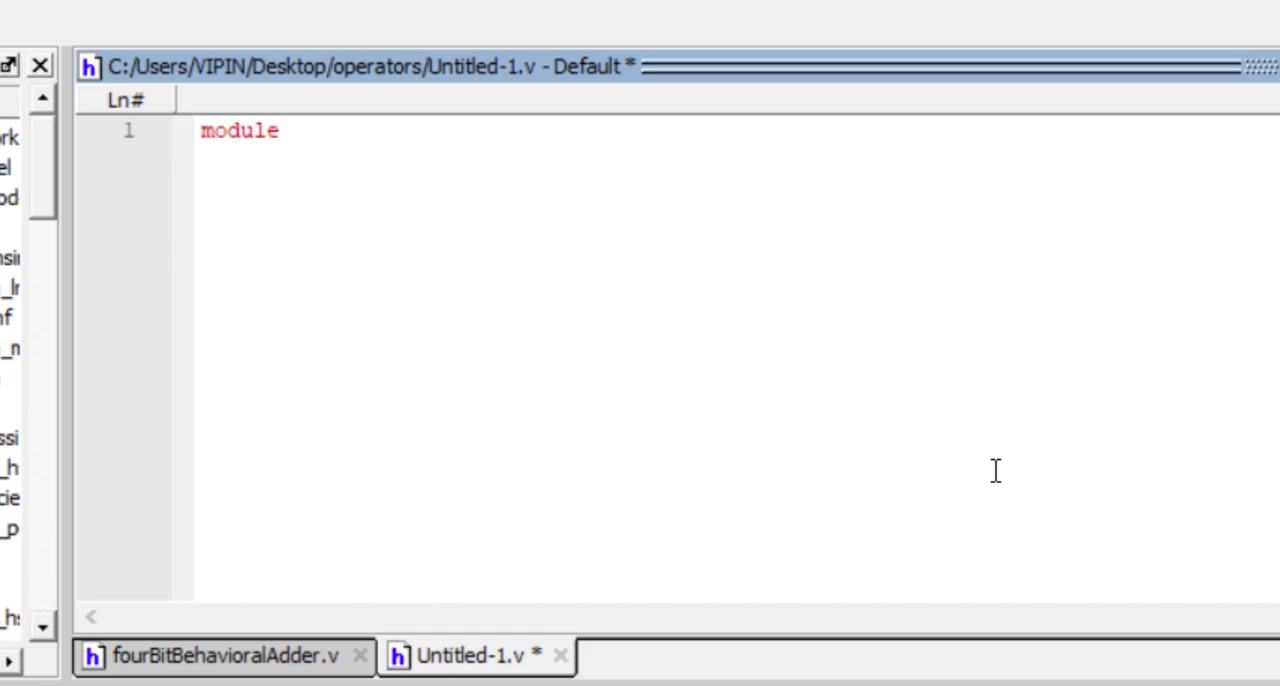 C:/Users/VIPIN/Desktop/operators/Untitled-1.v - Default *
Ln#
1 module
fourBitBehavioralAdder.v
Untitled-1.v *